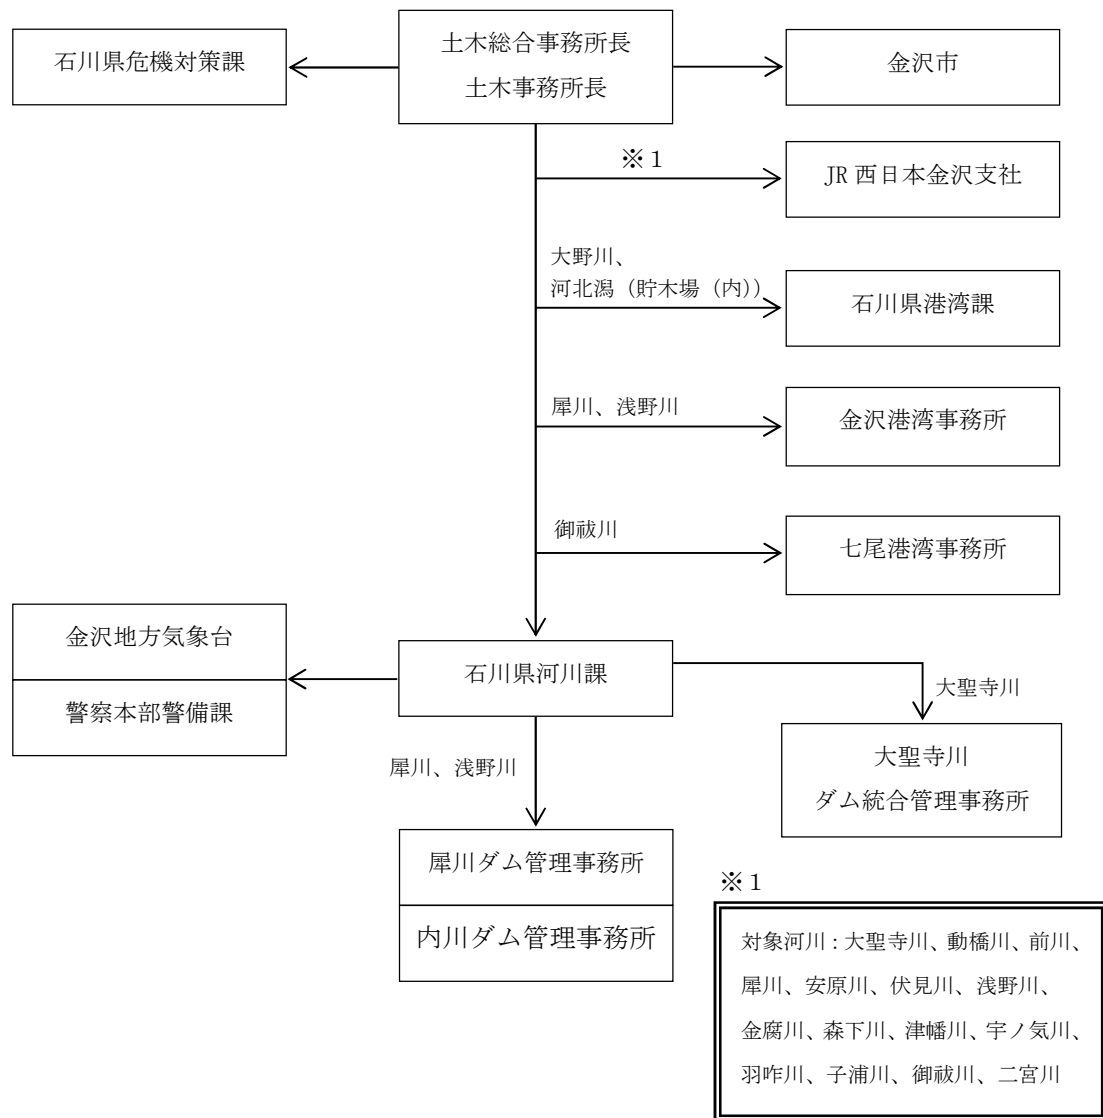 石川県危機対策課
土木総合事務所長
土木事務所長
金沢市
※1
JR 西日本金沢支社
大野川、
河北潟（貯木場（内））
石川県港湾課
犀川、浅野川
金沢港湾事務所
御祓川
七尾港湾事務所
金沢地方気象台
警察本部警備課
石川県河川課
大聖寺川
大聖寺川
ダム統合管理事務所
犀川、浅野川
犀川ダム管理事務所
内川ダム管理事務所
※1
対象河川：大聖寺川、動橋川、前川、
犀川、安原川、伏見川、浅野川、
金腐川、森下川、津幡川、宇ノ気川、
羽咋川、子浦川、御祓川、二宮川